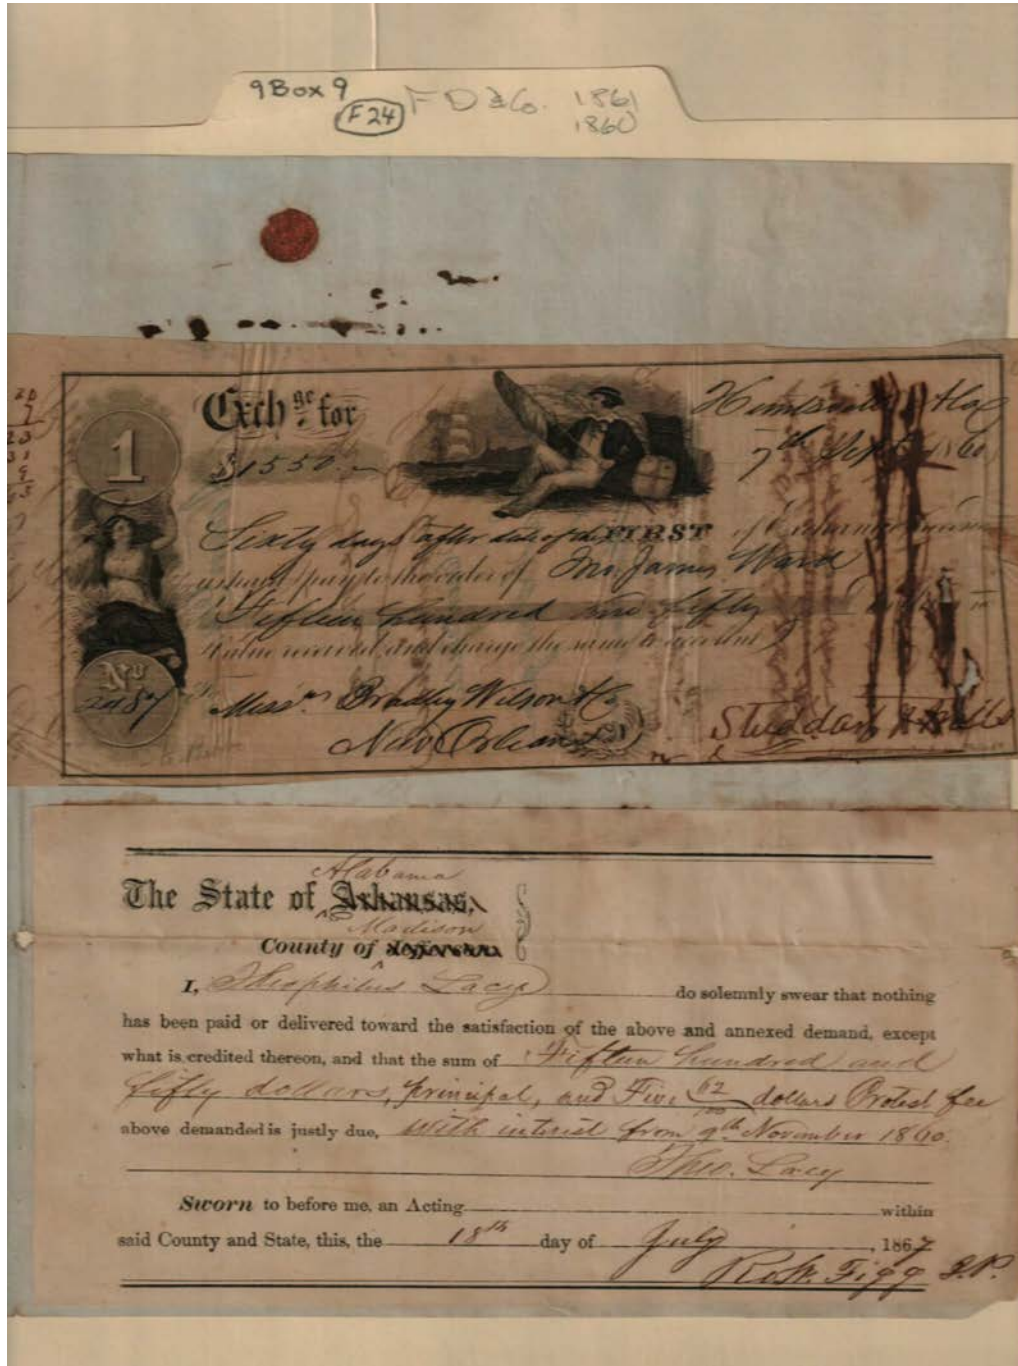 9 Box 9
F24 F D & Co. 1861
1860
Exchge for
Huntsville Ala
1
$1550.
7th Sept 1860
Sixty days after date of this FIRST of Exchange
pay to the order of Jno. James Ward
Fifteen hundred and fifty
Value received and charge the same to account
No
2487
To
Messrs Bradley Wilson & Co
New Orleans
Alabama
The State of Arkansas,
Madison
County of
I, Theophilus Lacy do solemnly swear that nothing
has been paid or delivered toward the satisfaction of the above and annexed demand, except
what is credited thereon, and that the sum of Fifteen hundred and
fifty dollars, principal, and Five 62/100 dollars Protest fee
above demanded is justly due, With interest from 9th November 1860.
Theo. Lacy
Sworn to before me, an Acting within
said County and State, this, the 18th day of July, 1867
Ro. W. Figg J.P.